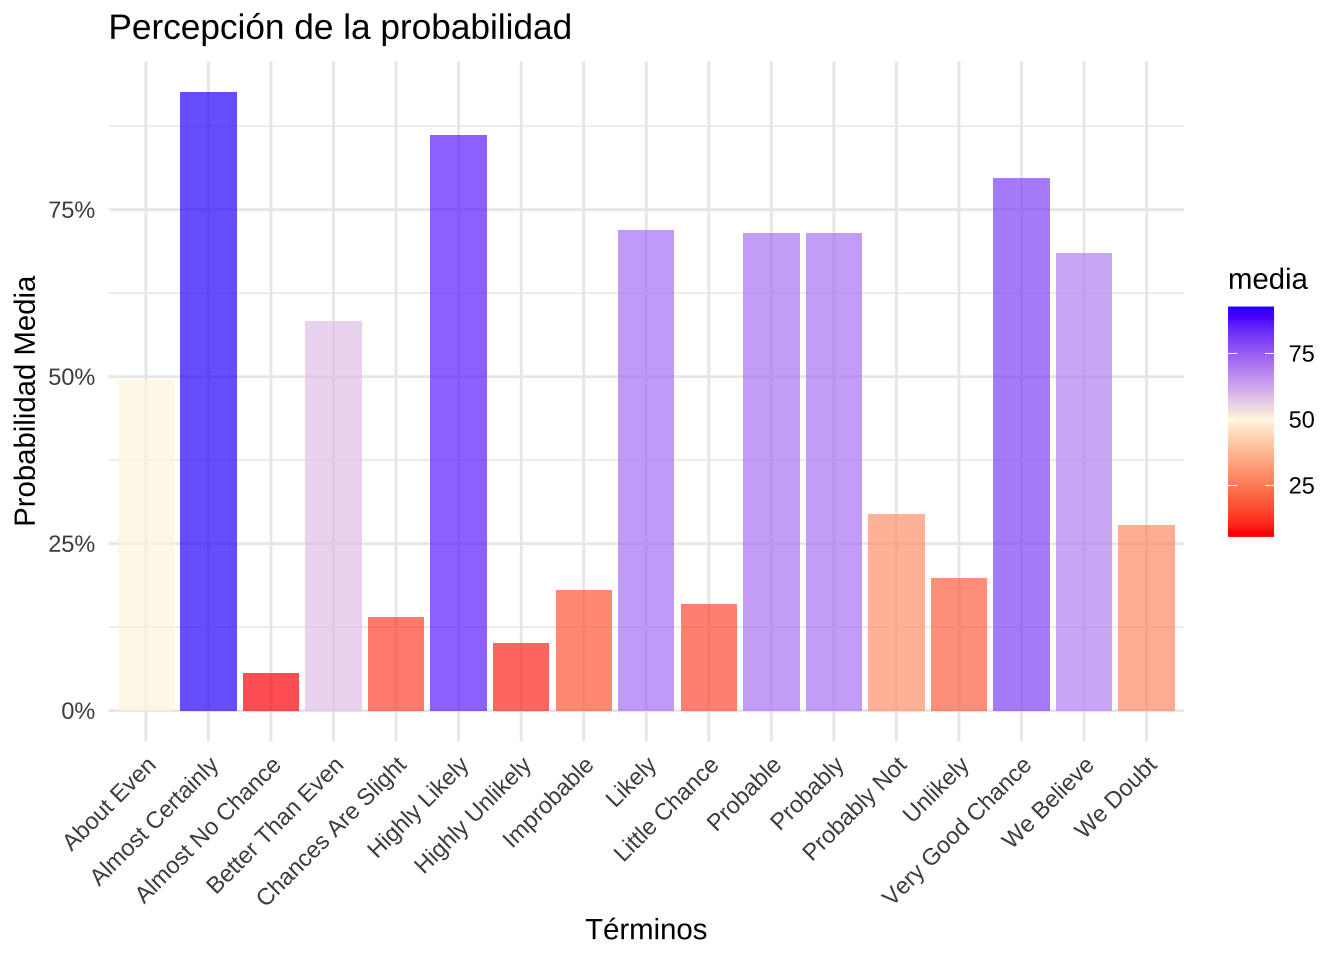 Percepción de la probabilidad
Probabilidad Media
75%
50%
25%
0%
About Even
Almost Certainly
Almost No Chance
Better Than Even
Chances Are Slight
Highly Likely
Highly Unlikely
Improbable
Likely
Little Chance
Probable
Probably
Probably Not
Unlikely
Very Good Chance
We Believe
We Doubt
Términos
media
75
50
25